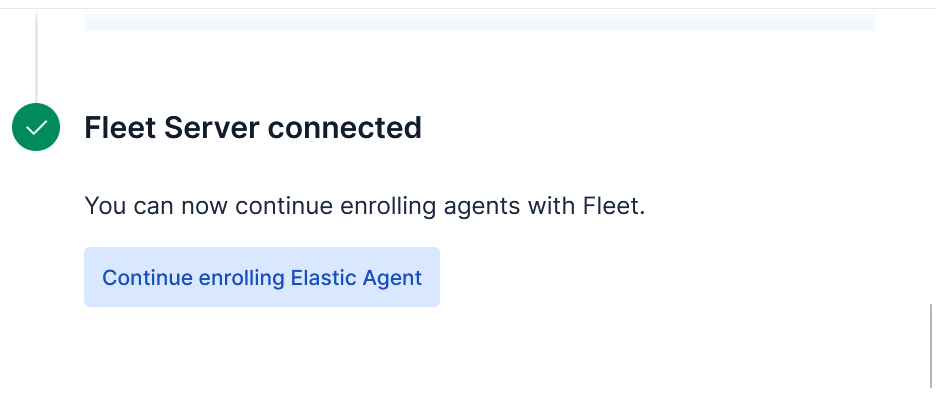 Fleet Server connected
You can now continue enrolling agents with Fleet.
Continue enrolling Elastic Agent